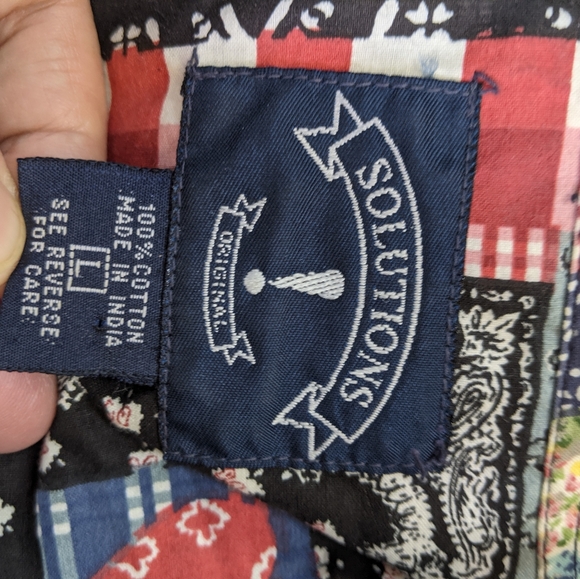 SOLUTIONS
ORIGINAL
100% COTTON
MADE IN INDIA
L
SEE REVERSE
FOR CARE